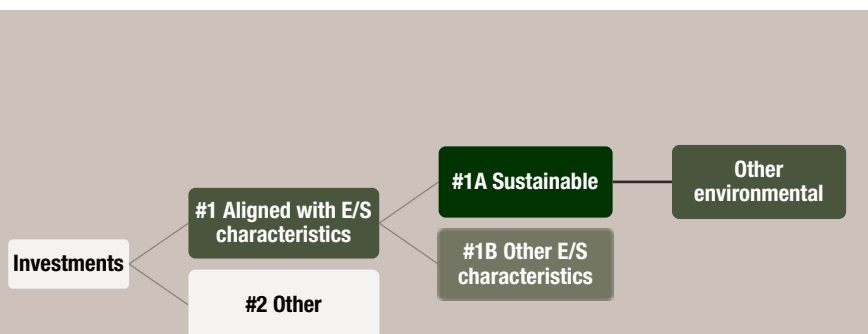 Investments
#1 Aligned with E/S
characteristics
#2 Other
#1A Sustainable
#1B Other E/S
characteristics
Other
environmental